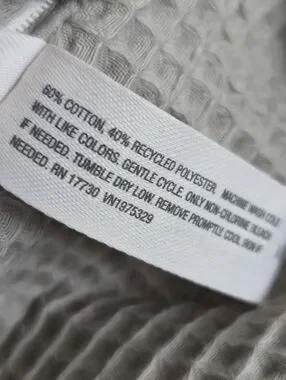 60% COTTON, 40% RECYCLED POLYESTER. MACHINE WASH COLD
WITH LIKE COLORS. GENTLE CYCLE. ONLY NON-CHLORINE BLEACH
IF NEEDED. TUMBLE DRY LOW. REMOVE PROMPTLY. COOL IRON IF
NEEDED. RN 17730 VN1975329